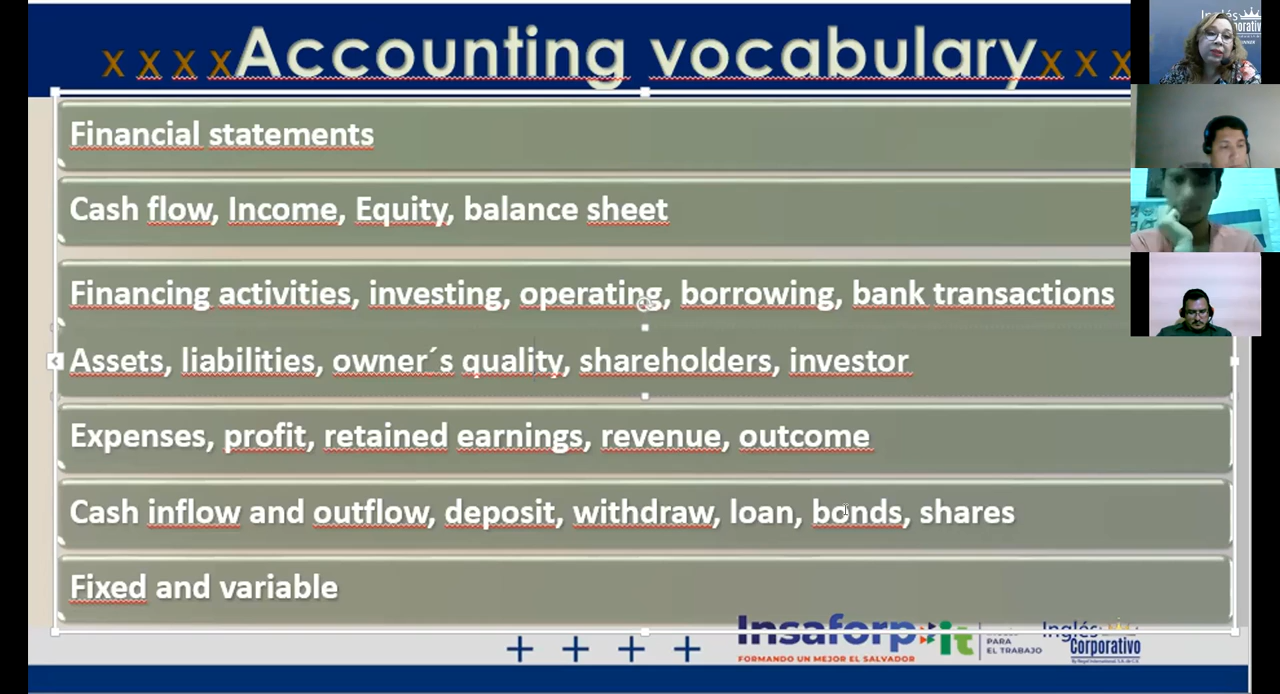 x x x x Accounting vocabulary x x x
Financial statements
Cash flow, Income, Equity, balance sheet
Financing activities, investing, operating, borrowing, bank transactions
Assets, liabilities, owner´s quality, shareholders, investor
Expenses, profit, retained earnings, revenue, outcome
Cash inflow and outflow, deposit, withdraw, loan, bonds, shares
Fixed and variable
Insaforp
FORMANDO UN MEJOR EL SALVADOR
it
PARA
EL TRABAJO
Inglés
Corporativo
Inglés